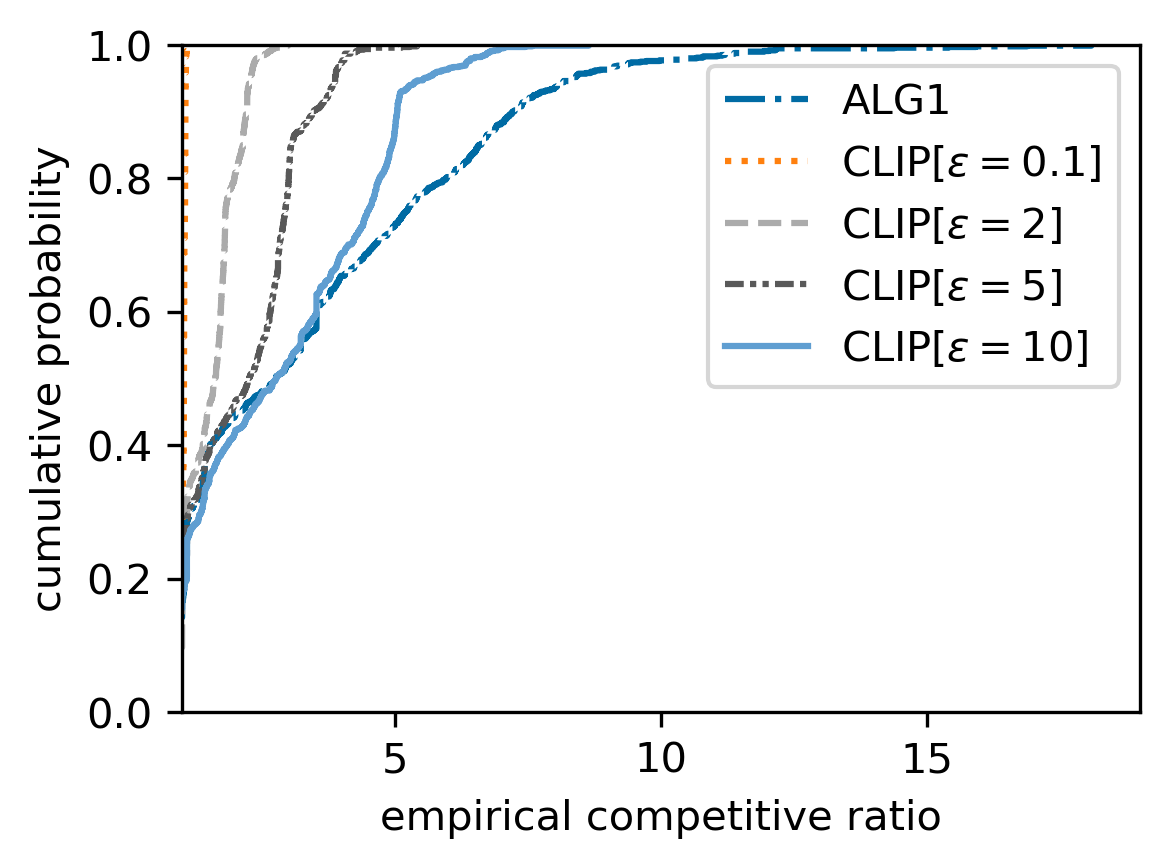 1.0
0.8
0.6
0.4
0.2
0.0
cumulative probability
5
10
15
empirical competitive ratio
ALG1
CLIP[ε = 0.1]
CLIP[ε = 2]
CLIP[ε = 5]
CLIP[ε = 10]